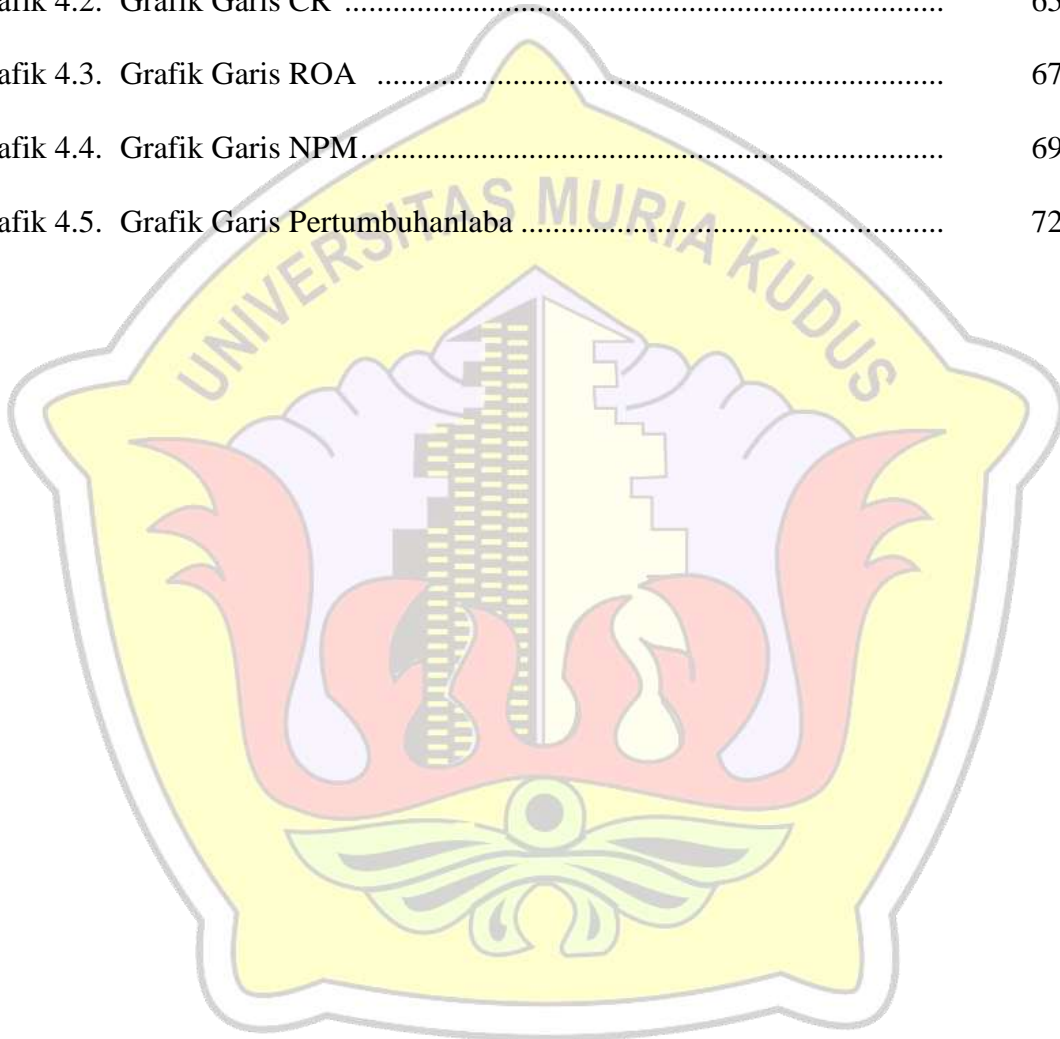 afik 4.2. Grafik Garis CR ........................................................................... 65
afik 4.3. Grafik Garis ROA ...................................................................... 67
afik 4.4. Grafik Garis NPM ........................................................................ 69
afik 4.5. Grafik Garis Pertumbuhanlaba .................................................... 72
UNIVERSITAS MURIA KUDUS